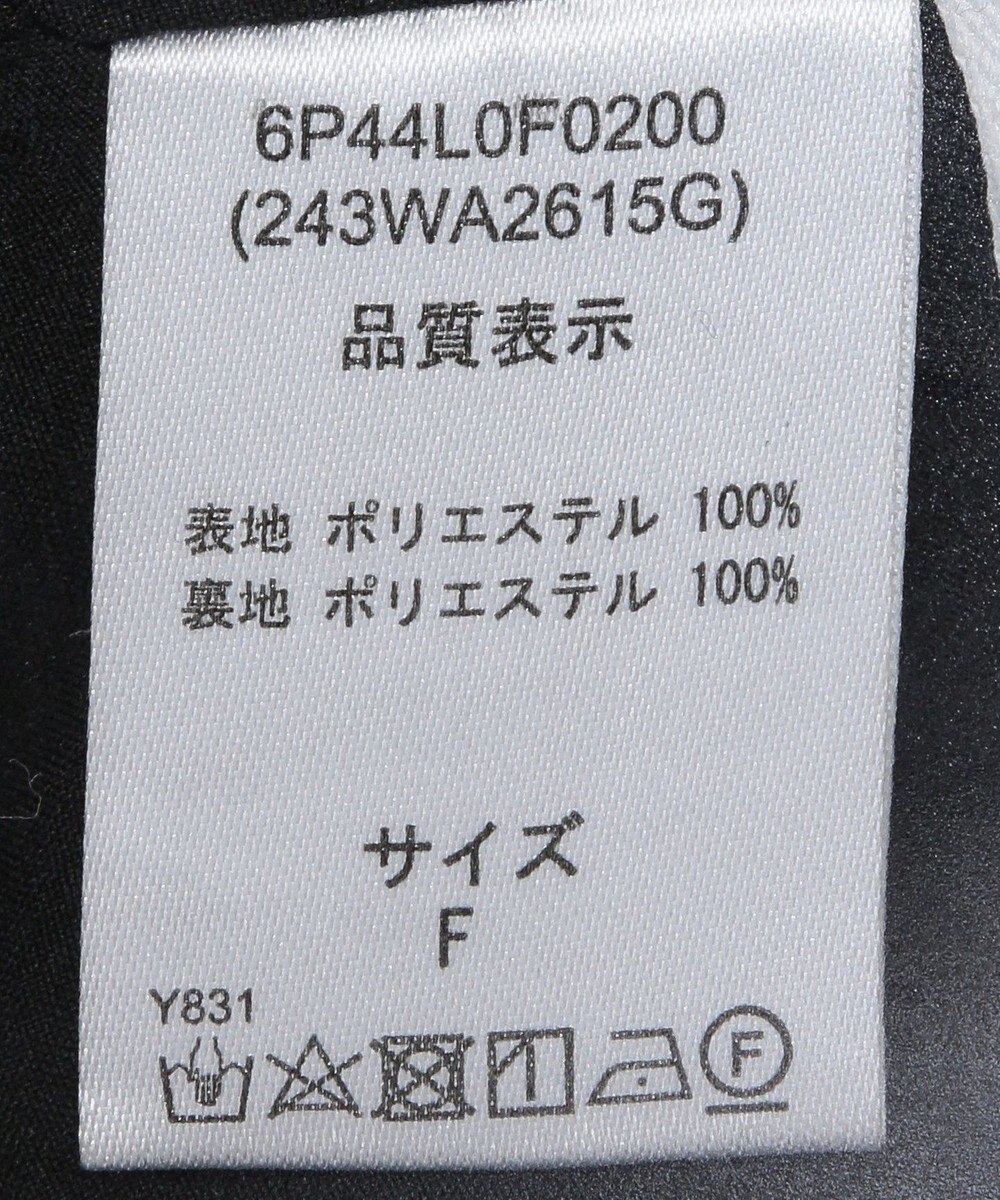 6P44L0F0200
(243WA2615G)
品質表示
表地 ポリエステル 100%
裏地 ポリエステル 100%
サイズ
F
Y831
F